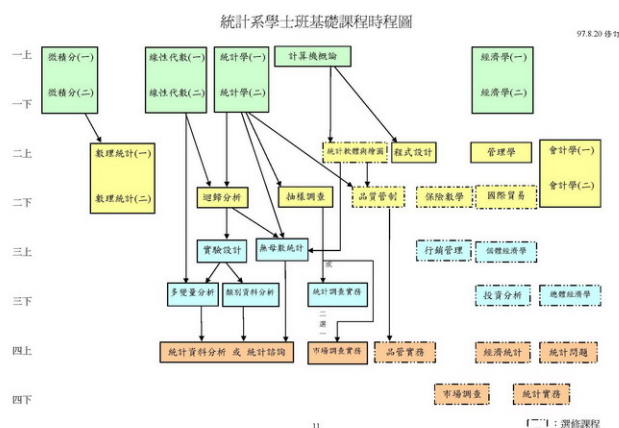 統計系學士班基礎課程時程圖
97.8.20 修訂
一上
微積分(一)
線性代數(一)
統計學(一)
計算機概論
經濟學(一)
一下
微積分(二)
線性代數(二)
統計學(二)
經濟學(二)
二上
數理統計(一)
統計軟體與繪圖
程式設計
管理學
會計學(一)
二下
數理統計(二)
迴歸分析
抽樣調查
品質管制
保險數學
國際貿易
會計學(二)
三上
實驗設計
無母數統計
行銷管理
個體經濟學
或
三下
多變量分析
類別資料分析
統計調查實務
投資分析
總體經濟學
二選一
四上
統計資料分析 或 統計諮詢
市場調查實務
品管實務
經濟統計
統計問題
四下
市場調查
統計實務
11
：選修課程